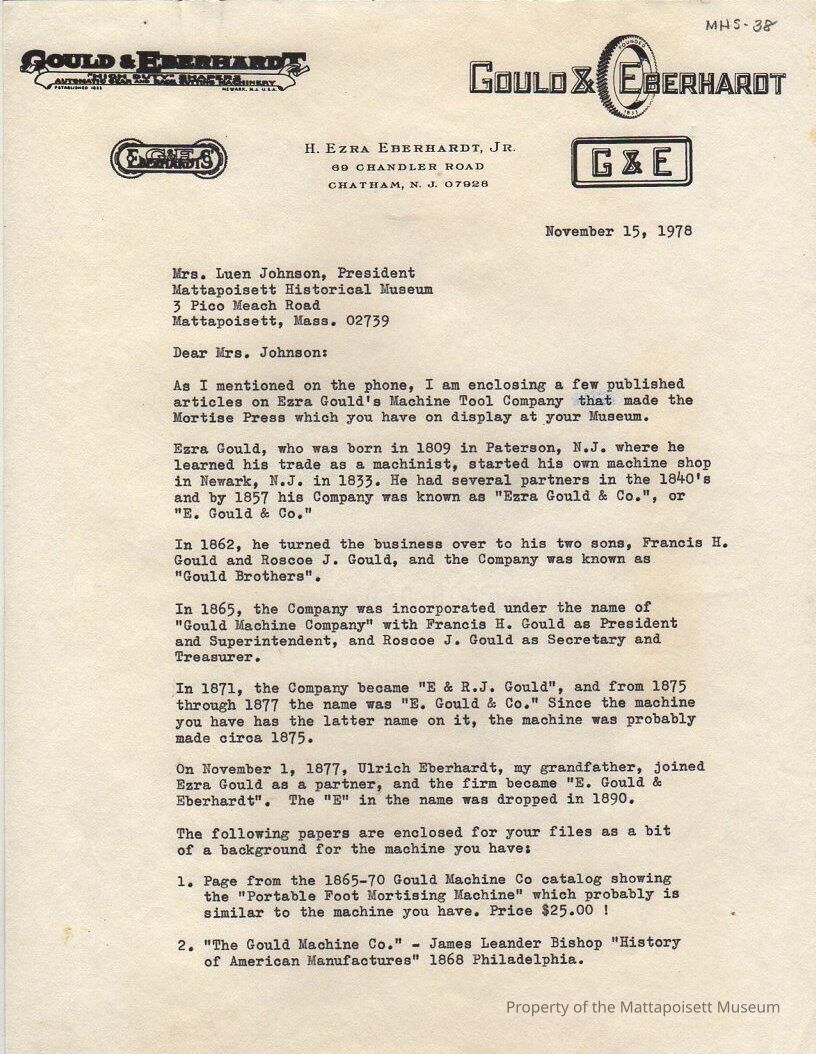 MHS-38
GOULD & EBERHARDT
"HIGH DUTY" SHAPERS
AUTOMATIC GEAR AND RACK CUTTING MACHINERY
ESTABLISHED 1833 NEWARK, N.J. U.S.A.
GOULD & EBERHARDT
FOUNDED
1833
G & E
EBERHARDT'S
H. EZRA EBERHARDT, JR.
69 CHANDLER ROAD
CHATHAM, N. J. 07928
G & E
November 15, 1978
Mrs. Luen Johnson, President
Mattapoisett Historical Museum
3 Pico Meach Road
Mattapoisett, Mass. 02739
Dear Mrs. Johnson:
As I mentioned on the phone, I am enclosing a few published
articles on Ezra Gould's Machine Tool Company that made the
Mortise Press which you have on display at your Museum.
Ezra Gould, who was born in 1809 in Paterson, N.J. where he
learned his trade as a machinist, started his own machine shop
in Newark, N.J. in 1833. He had several partners in the 1840's
and by 1857 his Company was known as "Ezra Gould & Co.", or
"E. Gould & Co."
In 1862, he turned the business over to his two sons, Francis H.
Gould and Roscoe J. Gould, and the Company was known as
"Gould Brothers".
In 1865, the Company was incorporated under the name of
"Gould Machine Company" with Francis H. Gould as President
and Superintendent, and Roscoe J. Gould as Secretary and
Treasurer.
In 1871, the Company became "E & R.J. Gould", and from 1875
through 1877 the name was "E. Gould & Co." Since the machine
you have has the latter name on it, the machine was probably
made circa 1875.
On November 1, 1877, Ulrich Eberhardt, my grandfather, joined
Ezra Gould as a partner, and the firm became "E. Gould &
Eberhardt". The "E" in the name was dropped in 1890.
The following papers are enclosed for your files as a bit
of a background for the machine you have:
1. Page from the 1865-70 Gould Machine Co catalog showing
the "Portable Foot Mortising Machine" which probably is
similar to the machine you have. Price $25.00 !
2. "The Gould Machine Co." - James Leander Bishop "History
of American Manufactures" 1868 Philadelphia.
Property of the Mattapoisett Museum